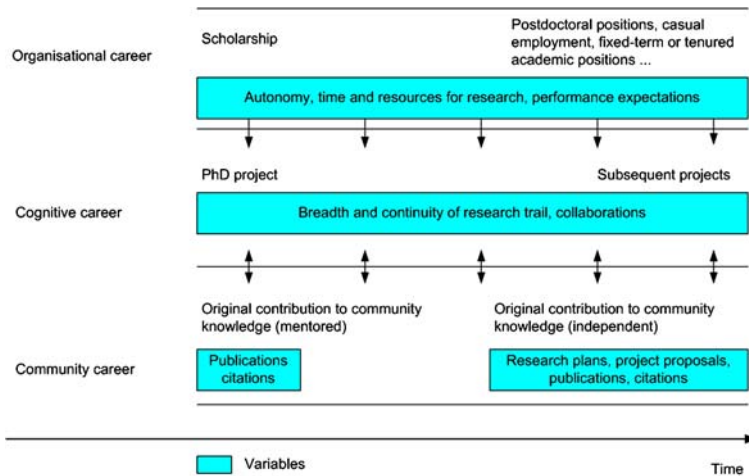 Organisational career
Scholarship
Postdoctoral positions, casual
employment, fixed-term or tenured
academic positions ...
Autonomy, time and resources for research, performance expectations
PhD project
Subsequent projects
Cognitive career
Breadth and continuity of research trail, collaborations
Original contribution to community
knowledge (mentored)
Original contribution to community
knowledge (independent)
Community career
Publications
citations
Research plans, project proposals,
publications, citations
Variables
Time